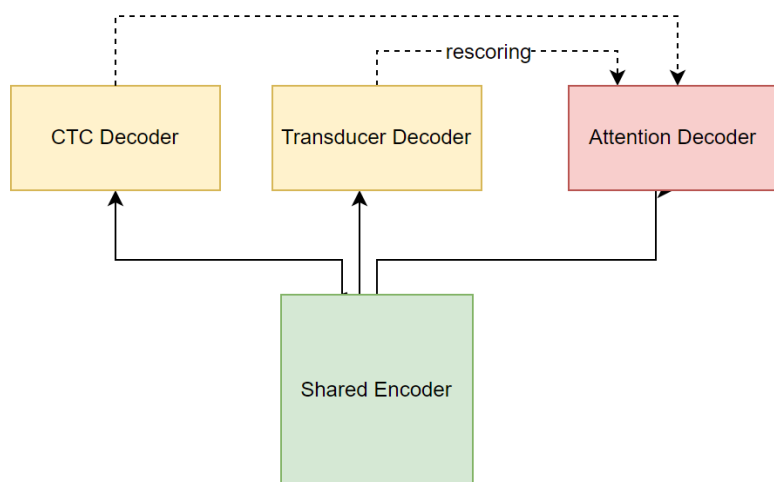 rescoring
CTC Decoder
Transducer Decoder
Attention Decoder
Shared Encoder